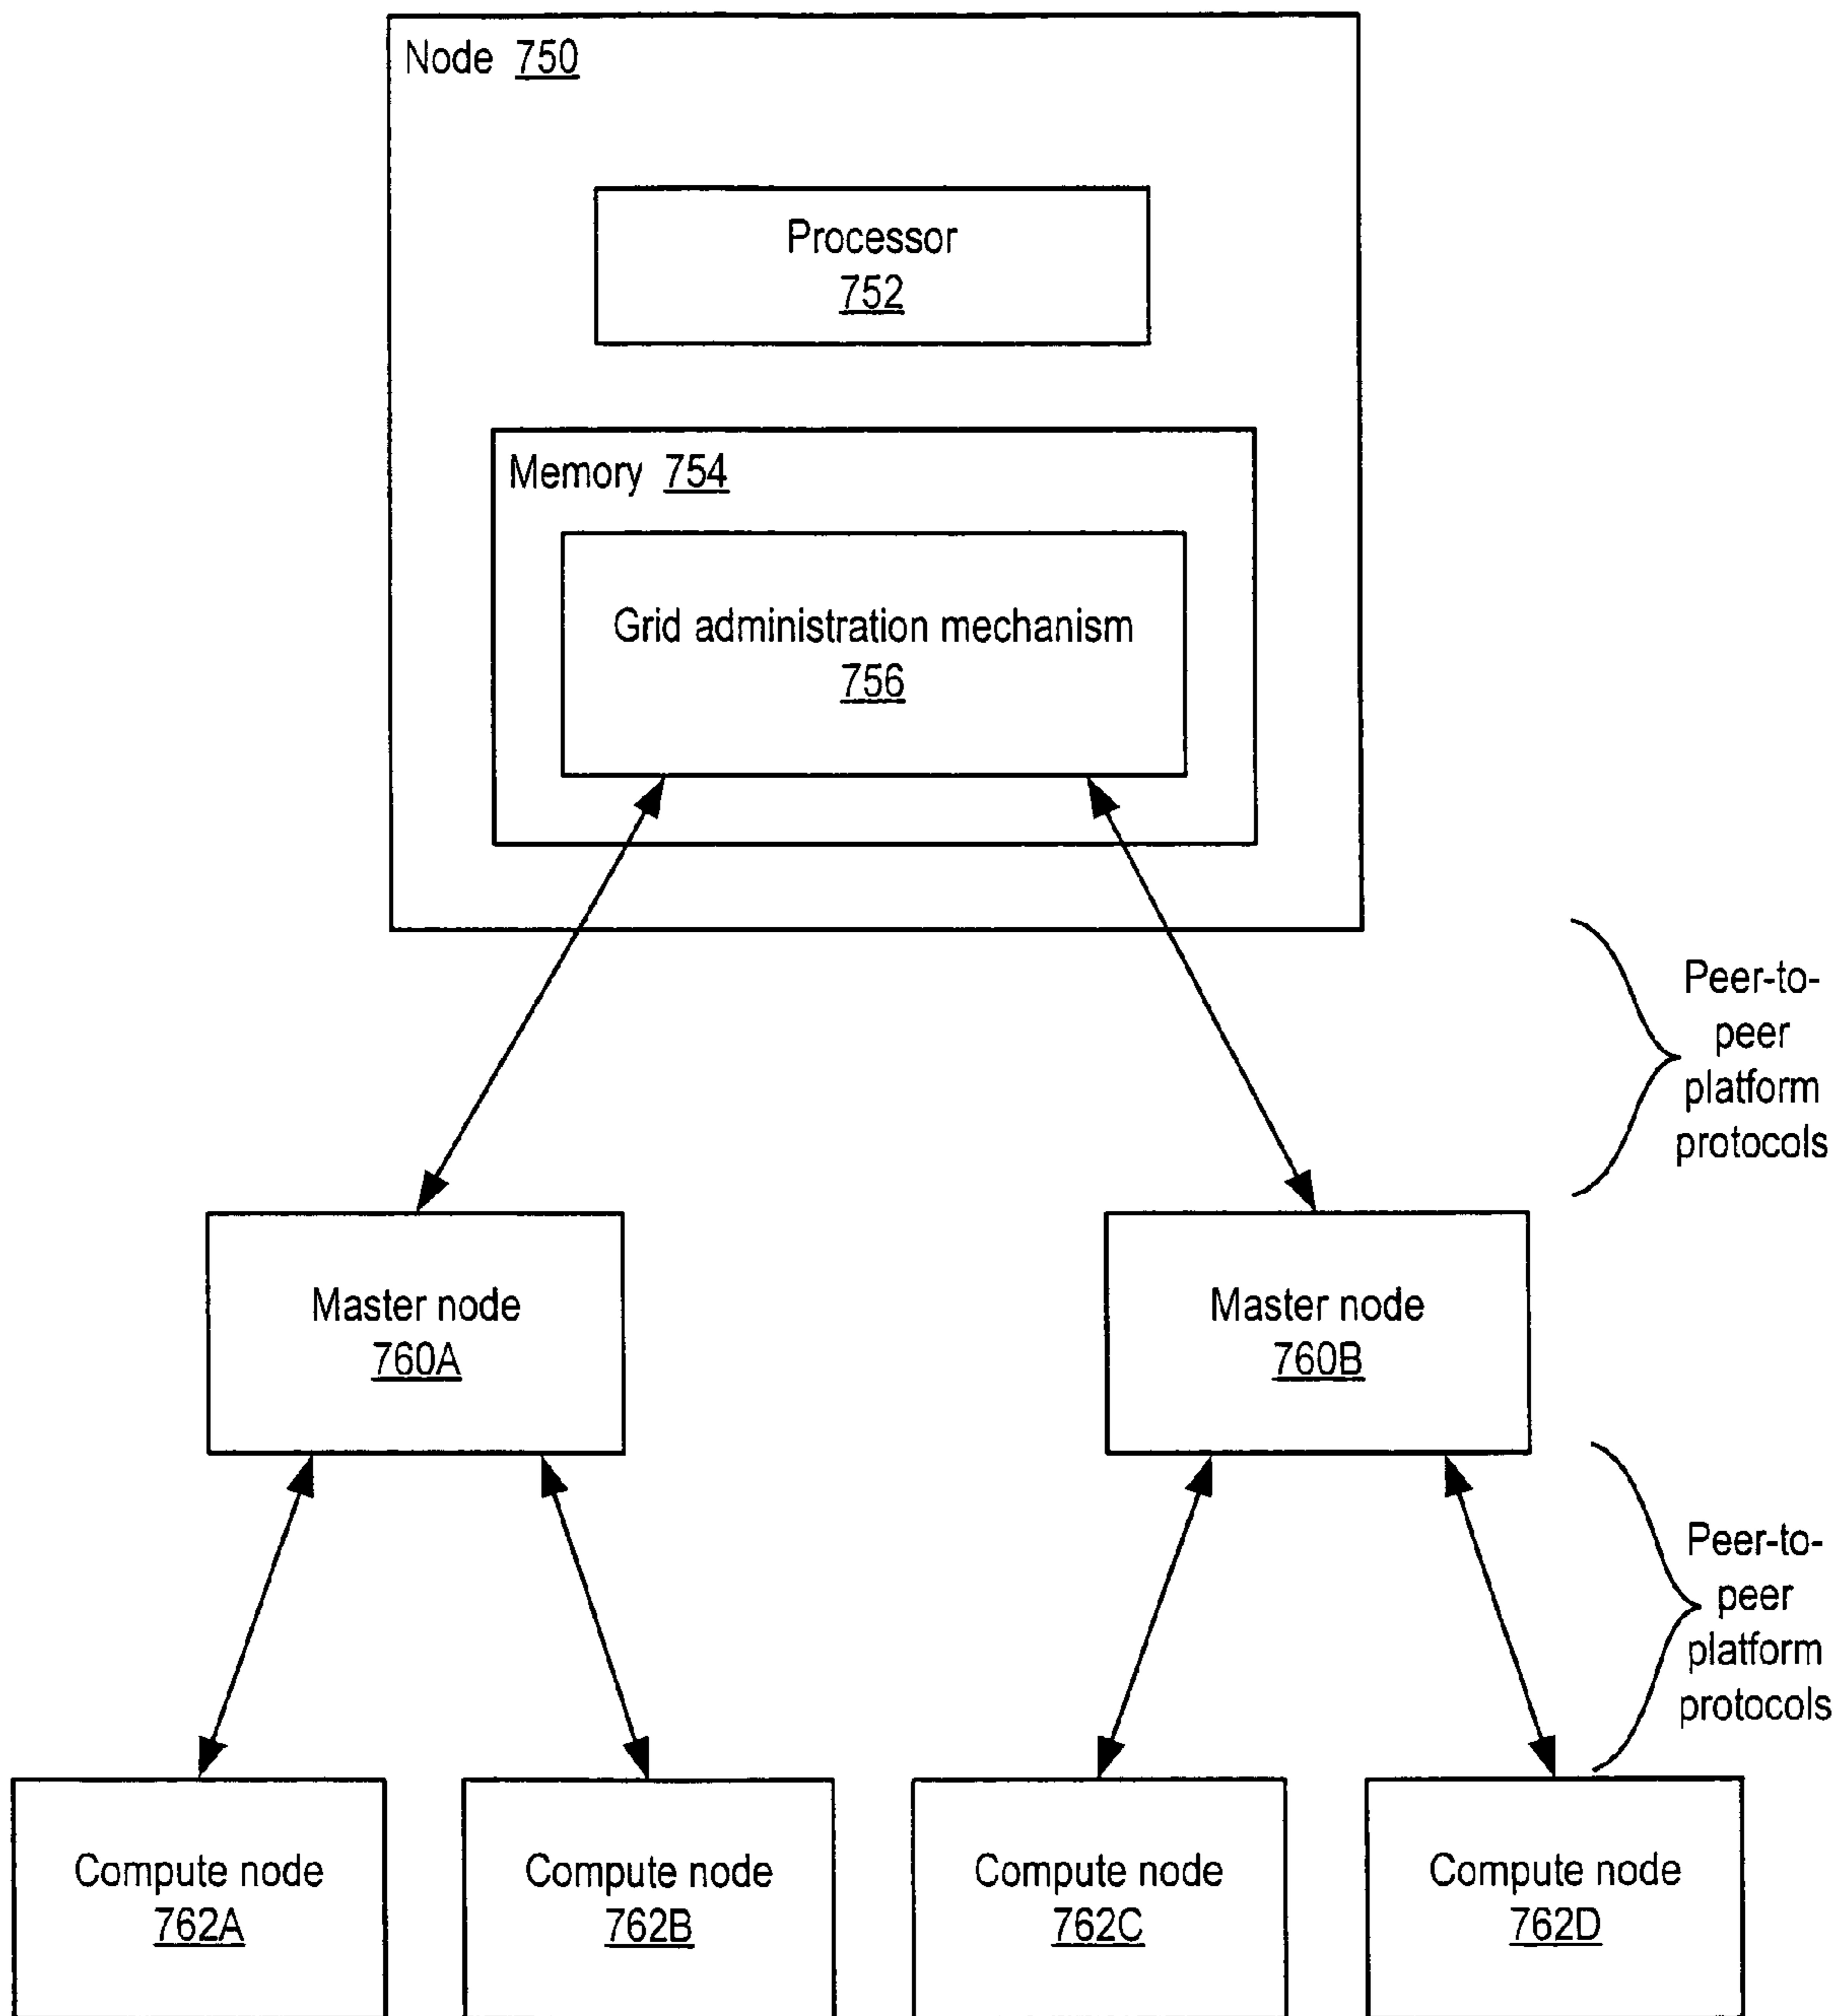 Node 750
Processor
752
Memory 754
Grid administration mechanism
756
Peer-to-
peer
platform
protocols
Master node
760A
Master node
760B
Peer-to-
peer
platform
protocols
Compute node
762A
Compute node
762B
Compute node
762C
Compute node
762D